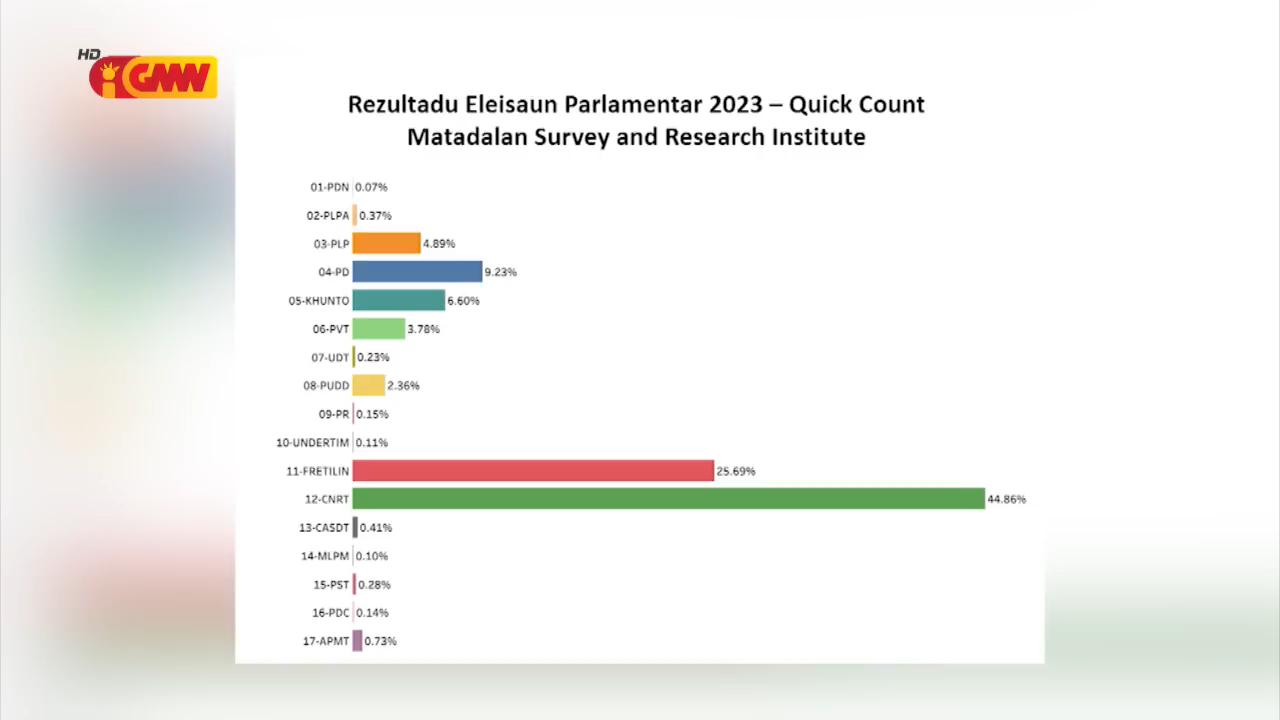 HD
iGMN
Rezultadu Eleisaun Parlamentar 2023 – Quick Count
Matadalan Survey and Research Institute
01-PDN 0.07%
02-PLPA 0.37%
03-PLP 4.89%
04-PD 9.23%
05-KHUNTO 6.60%
06-PVT 3.78%
07-UDT 0.23%
08-PUDD 2.36%
09-PR 0.15%
10-UNDERTIM 0.11%
11-FRETILIN 25.69%
12-CNRT 44.86%
13-CASDT 0.41%
14-MLPM 0.10%
15-PST 0.28%
16-PDC 0.14%
17-APMT 0.73%